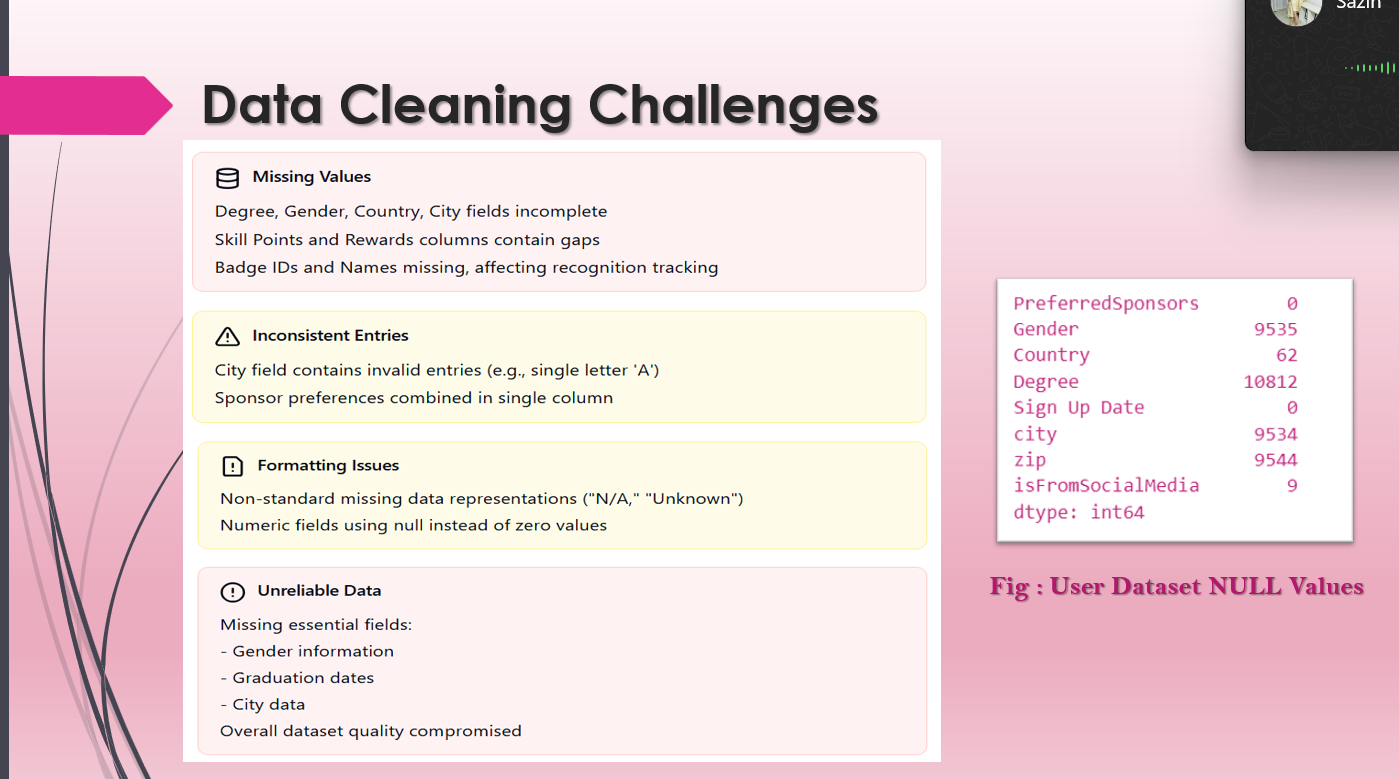 Sazin
Data Cleaning Challenges
Missing Values
Degree, Gender, Country, City fields incomplete
Skill Points and Rewards columns contain gaps
Badge IDs and Names missing, affecting recognition tracking
Inconsistent Entries
City field contains invalid entries (e.g., single letter 'A')
Sponsor preferences combined in single column
Formatting Issues
Non-standard missing data representations ("N/A," "Unknown")
Numeric fields using null instead of zero values
Unreliable Data
Missing essential fields:
- Gender information
- Graduation dates
- City data
Overall dataset quality compromised
PreferredSponsors 0
Gender 9535
Country 62
Degree 10812
Sign Up Date 0
city 9534
zip 9544
isFromSocialMedia 9
dtype: int64
Fig : User Dataset NULL Values